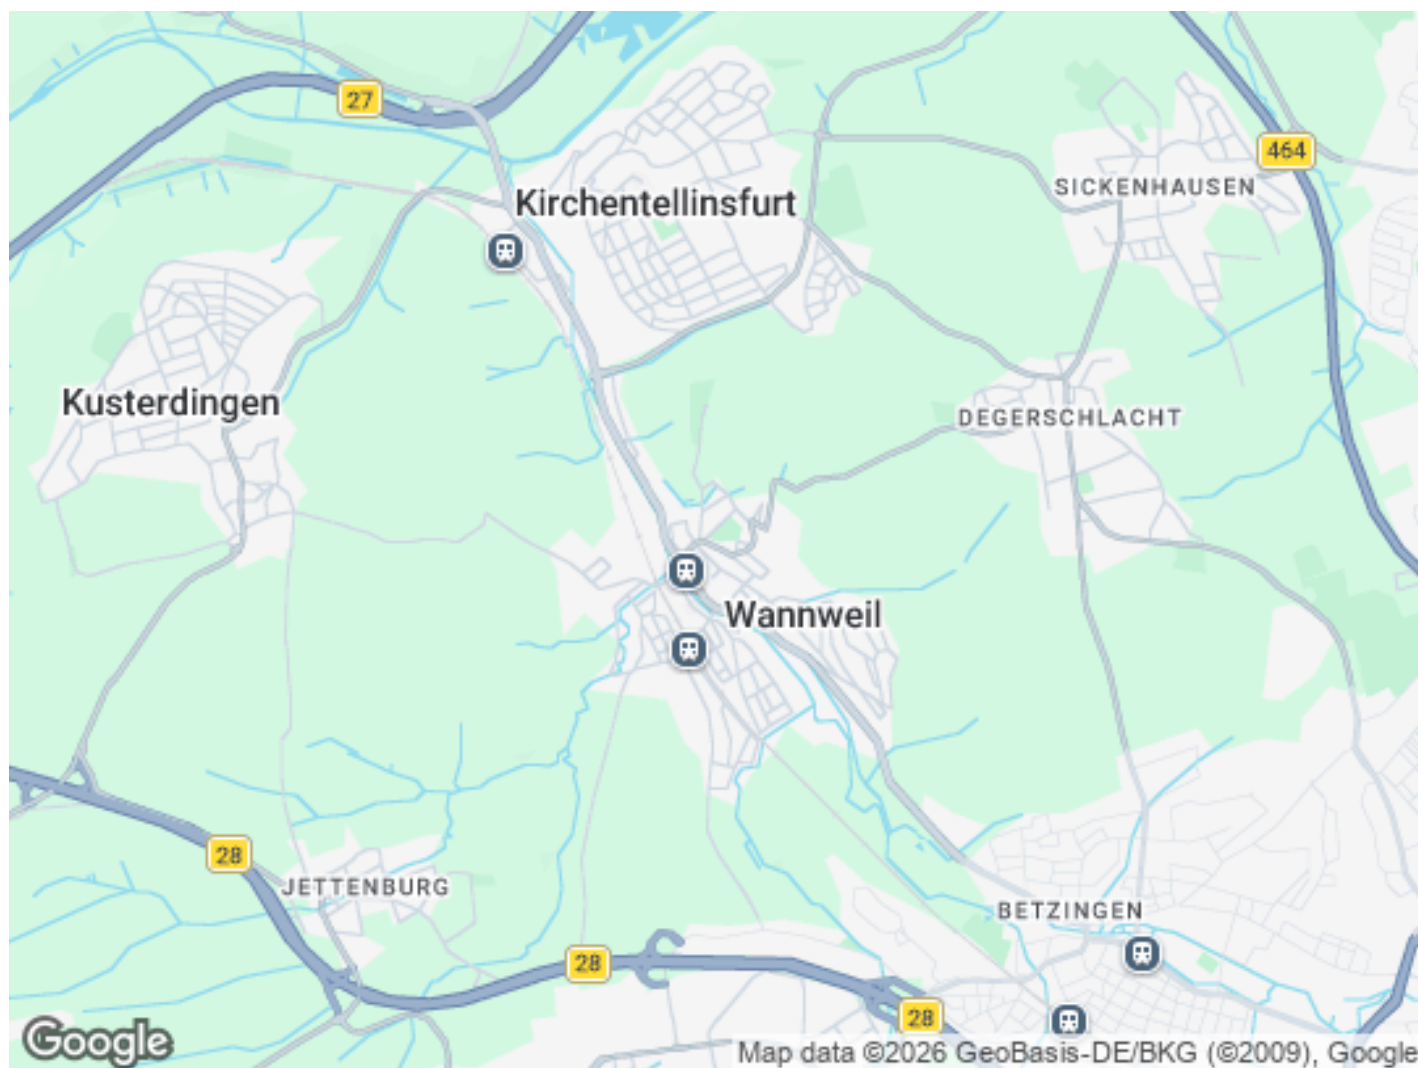 27
464
SICKENHAUSEN
Kirchentellinsfurt
Kusterdingen
DEGERSCHLACHT
Wannweil
28
JETTENBURG
BETZINGEN
28
28
Google
Map data ©2026 GeoBasis-DE/BKG (©2009), Google